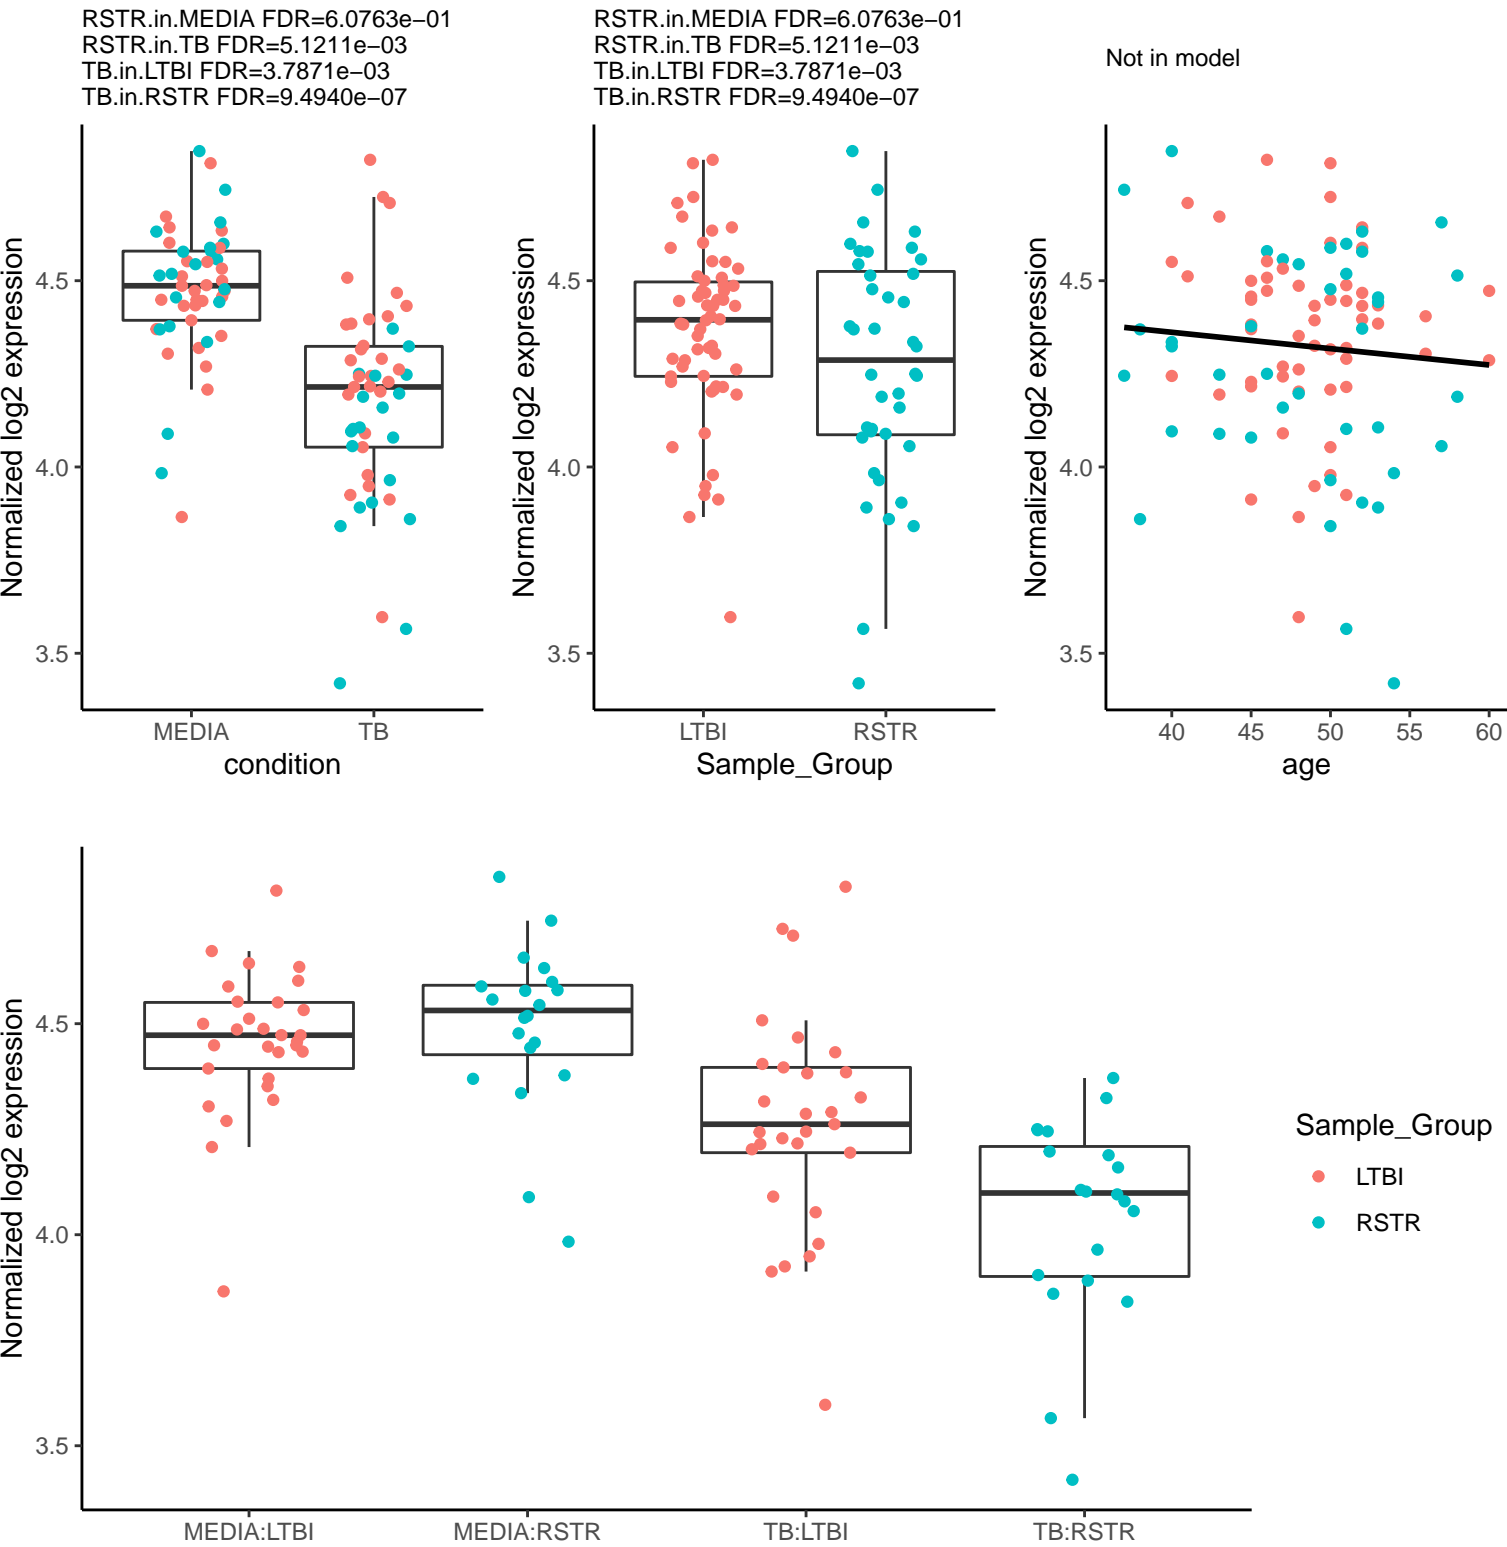 RSTR.in.MEDIA FDR=6.0763e−01
RSTR.in.TB FDR=5.1211e−03
TB.in.LTBI FDR=3.7871e−03
TB.in.RSTR FDR=9.4940e−07
Normalized log2 expression
4.5
4.0
3.5
MEDIA TB
condition
RSTR.in.MEDIA FDR=6.0763e−01
RSTR.in.TB FDR=5.1211e−03
TB.in.LTBI FDR=3.7871e−03
TB.in.RSTR FDR=9.4940e−07
Normalized log2 expression
4.5
4.0
3.5
LTBI RSTR
Sample_Group
Not in model
Normalized log2 expression
4.5
4.0
3.5
40 45 50 55 60
age
Normalized log2 expression
4.5
4.0
3.5
MEDIA:LTBI MEDIA:RSTR TB:LTBI TB:RSTR
Sample_Group
LTBI
RSTR